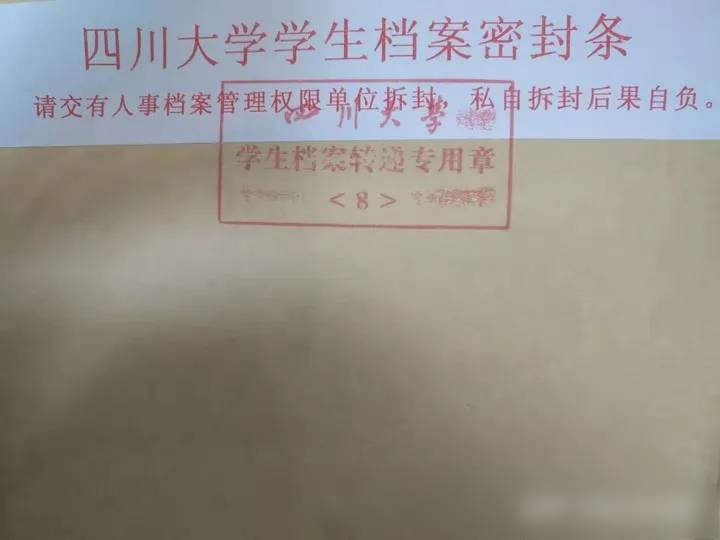 四川大学学生档案密封条
请交有人事档案管理权限单位拆封。私自拆封后果自负。
四川大学
学生档案转递专用章
<8>